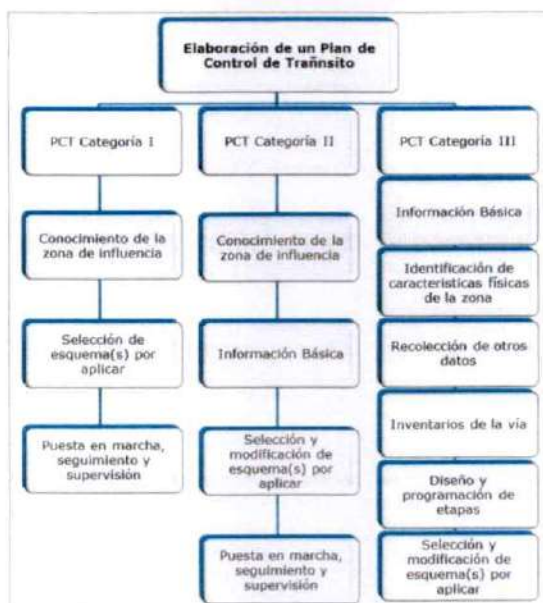 Elaboración de un Plan de
Control de Trañnsito
PCT Categoría I
Conocimiento de la
zona de influencia
Selección de
esquema(s) por
aplicar
Puesta en marcha,
seguimiento y
supervisión
PCT Categoría II
Conocimiento de la
zona de influencia
Información Básica
Selección y
modificación de
esquema(s) por
aplicar
Puesta en marcha,
seguimiento y
supervisión
PCT Categoría III
Información Básica
Identificación de
características físicas
de la zona
Recolección de otros
datos
Inventarios de la vía
Diseño y
programación de
etapas
Selección y
modificación de
esquema(s) por
aplicar